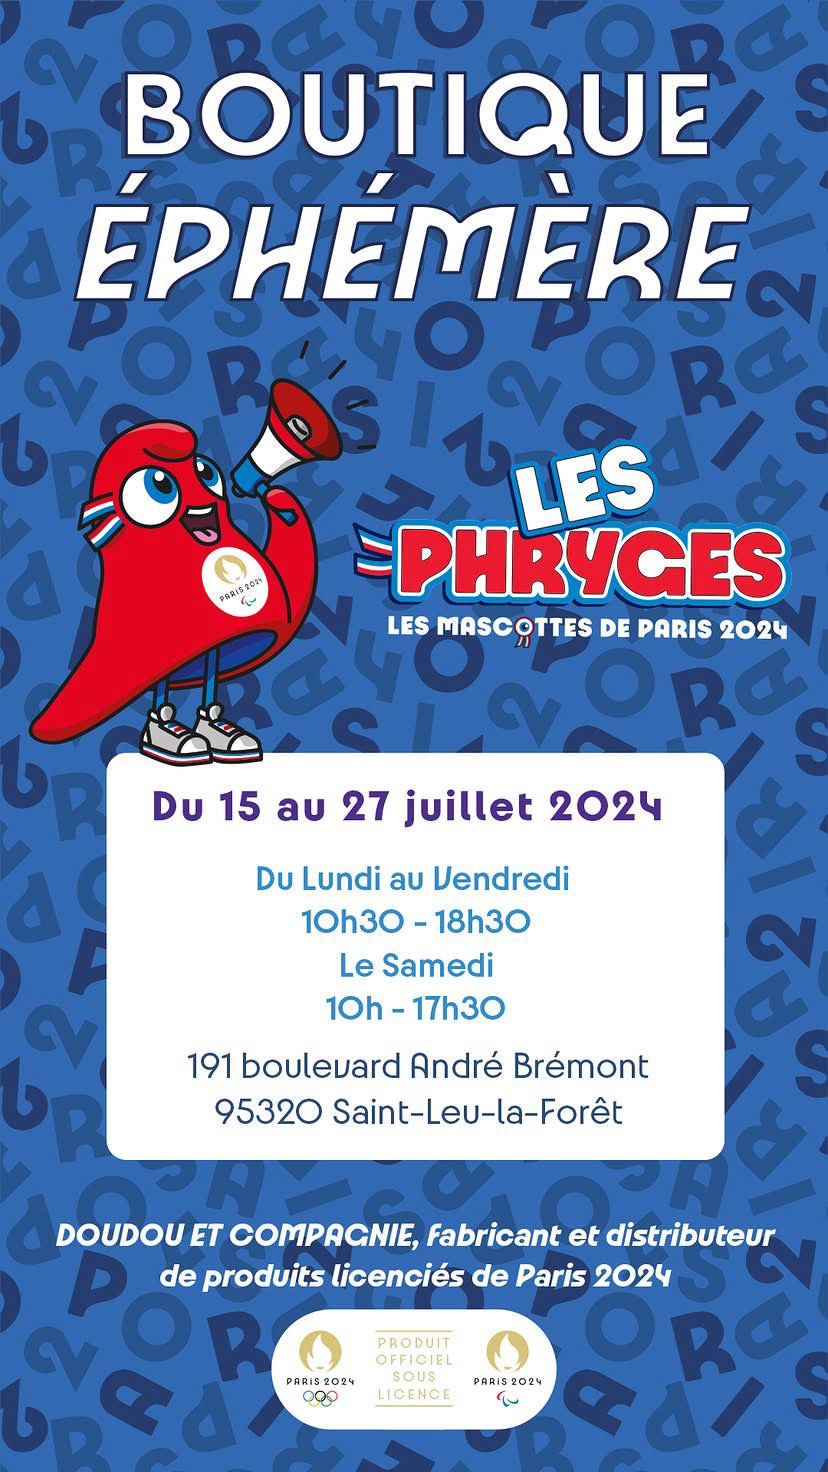 BOUTIQUE
ÉPHÉMÈRE
PARIS 2024
LES
PHRYGES
LES MASCOTTES DE PARIS 2024
Du 15 au 27 juillet 2024
Du Lundi au Vendredi
10h30 - 18h30
Le Samedi
10h - 17h30
191 boulevard André Brémont
95320 Saint-Leu-la-Forêt
DOUDOU ET COMPAGNIE, fabricant et distributeur
de produits licenciés de Paris 2024
PARIS 2024
PRODUIT
OFFICIEL
SOUS
LICENCE
PARIS 2024